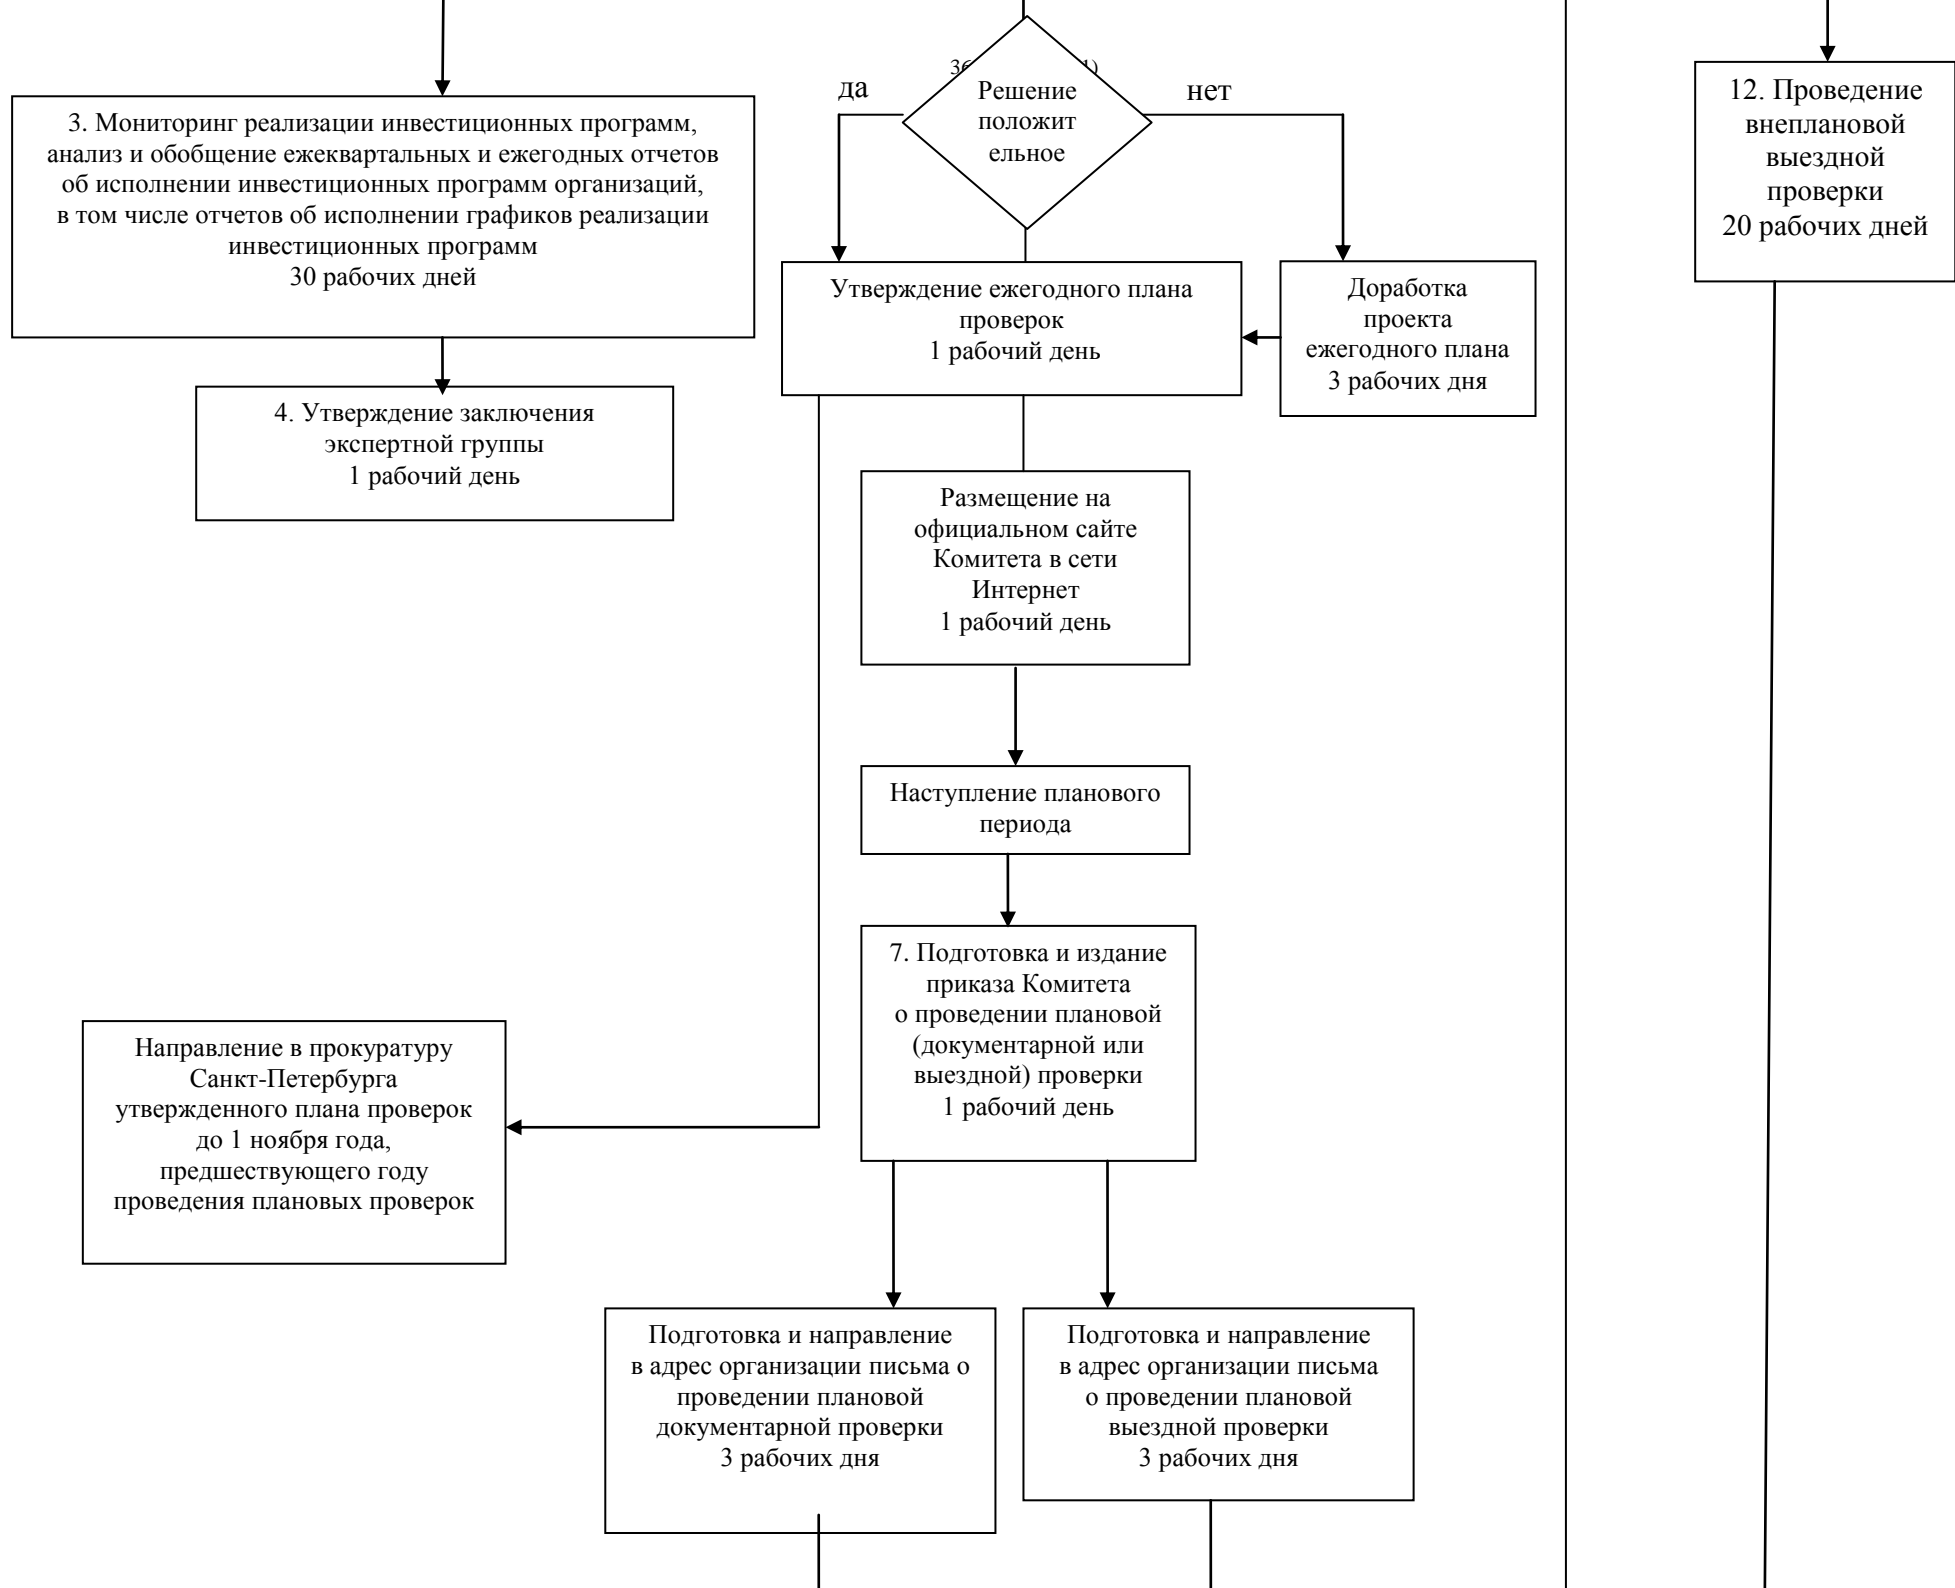 3. Мониторинг реализации инвестиционных программ,
анализ и обобщение ежеквартальных и ежегодных отчетов
об исполнении инвестиционных программ организаций,
в том числе отчетов об исполнении графиков реализации
инвестиционных программ
30 рабочих дней
4. Утверждение заключения
экспертной группы
1 рабочий день
да
Решение
положит
ельное
нет
Утверждение ежегодного плана
проверок
1 рабочий день
Доработка
проекта
ежегодного плана
3 рабочих дня
Размещение на
официальном сайте
Комитета в сети
Интернет
1 рабочий день
Наступление планового
периода
7. Подготовка и издание
приказа Комитета
о проведении плановой
(документарной или
выездной) проверки
1 рабочий день
Направление в прокуратуру
Санкт-Петербурга
утвержденного плана проверок
до 1 ноября года,
предшествующего году
проведения плановых проверок
Подготовка и направление
в адрес организации письма о
проведении плановой
документарной проверки
3 рабочих дня
Подготовка и направление
в адрес организации письма
о проведении плановой
выездной проверки
3 рабочих дня
12. Проведение
внеплановой
выездной
проверки
20 рабочих дней